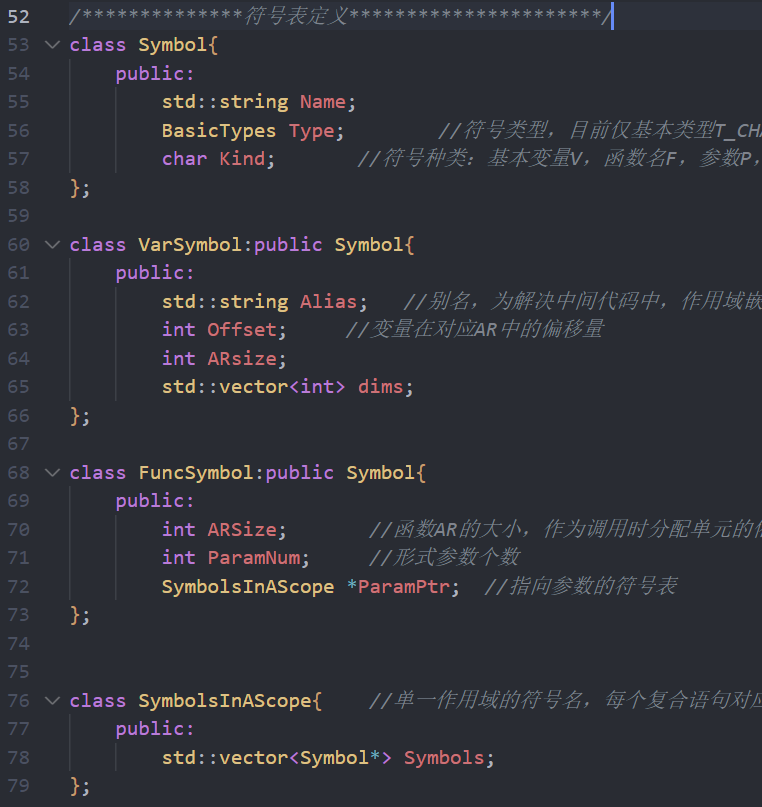 52 /**************符号表定义**********************/
53 class Symbol{
54 public:
55 std::string Name;
56 BasicTypes Type; //符号类型，目前仅基本类型T_CHA
57 char Kind; //符号种类：基本变量V，函数名F，参数P，
58 };
59
60 class VarSymbol:public Symbol{
61 public:
62 std::string Alias; //别名，为解决中间代码中，作用域嵌
63 int Offset; //变量在对应AR中的偏移量
64 int ARsize;
65 std::vector<int> dims;
66 };
67
68 class FuncSymbol:public Symbol{
69 public:
70 int ARSize; //函数AR的大小，作为调用时分配单元的
71 int ParamNum; //形式参数个数
72 SymbolsInAScope *ParamPtr; //指向参数的符号表
73 };
74
75
76 class SymbolsInAScope{ //单一作用域的符号名，每个复合语句对应
77 public:
78 std::vector<Symbol*> Symbols;
79 };